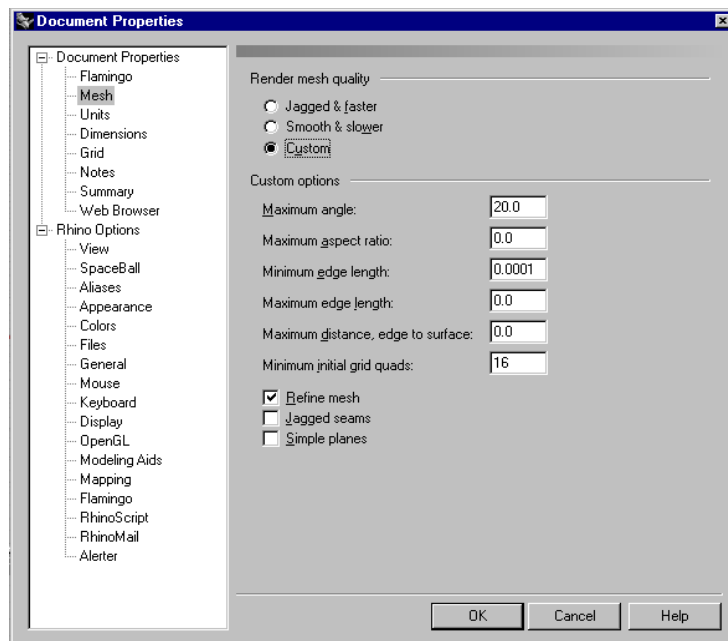 Document Properties
Document Properties
Flamingo
Mesh
Units
Dimensions
Grid
Notes
Summary
Web Browser
Rhino Options
View
SpaceBall
Aliases
Appearance
Colors
Files
General
Mouse
Keyboard
Display
OpenGL
Modeling Aids
Mapping
Flamingo
RhinoScript
RhinoMail
Alerter
Render mesh quality
Jagged & faster
Smooth & slower
Custom
Custom options
Maximum angle: 20.0
Maximum aspect ratio: 0.0
Minimum edge length: 0.0001
Maximum edge length: 0.0
Maximum distance, edge to surface: 0.0
Minimum initial grid quads: 16
Refine mesh
Jagged seams
Simple planes
OK Cancel Help